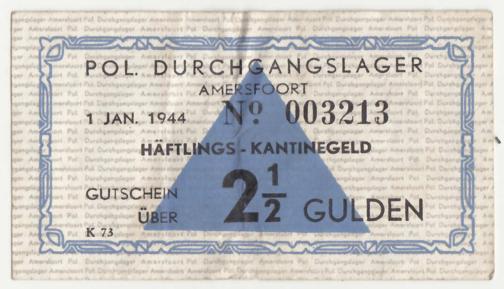 POL. DURCHGANGSLAGER
AMERSFOORT
1 JAN. 1944 Nº 003213
HÄFTLINGS - KANTINEGELD
GUTSCHEIN
ÜBER 2 1/2 GULDEN
K 73